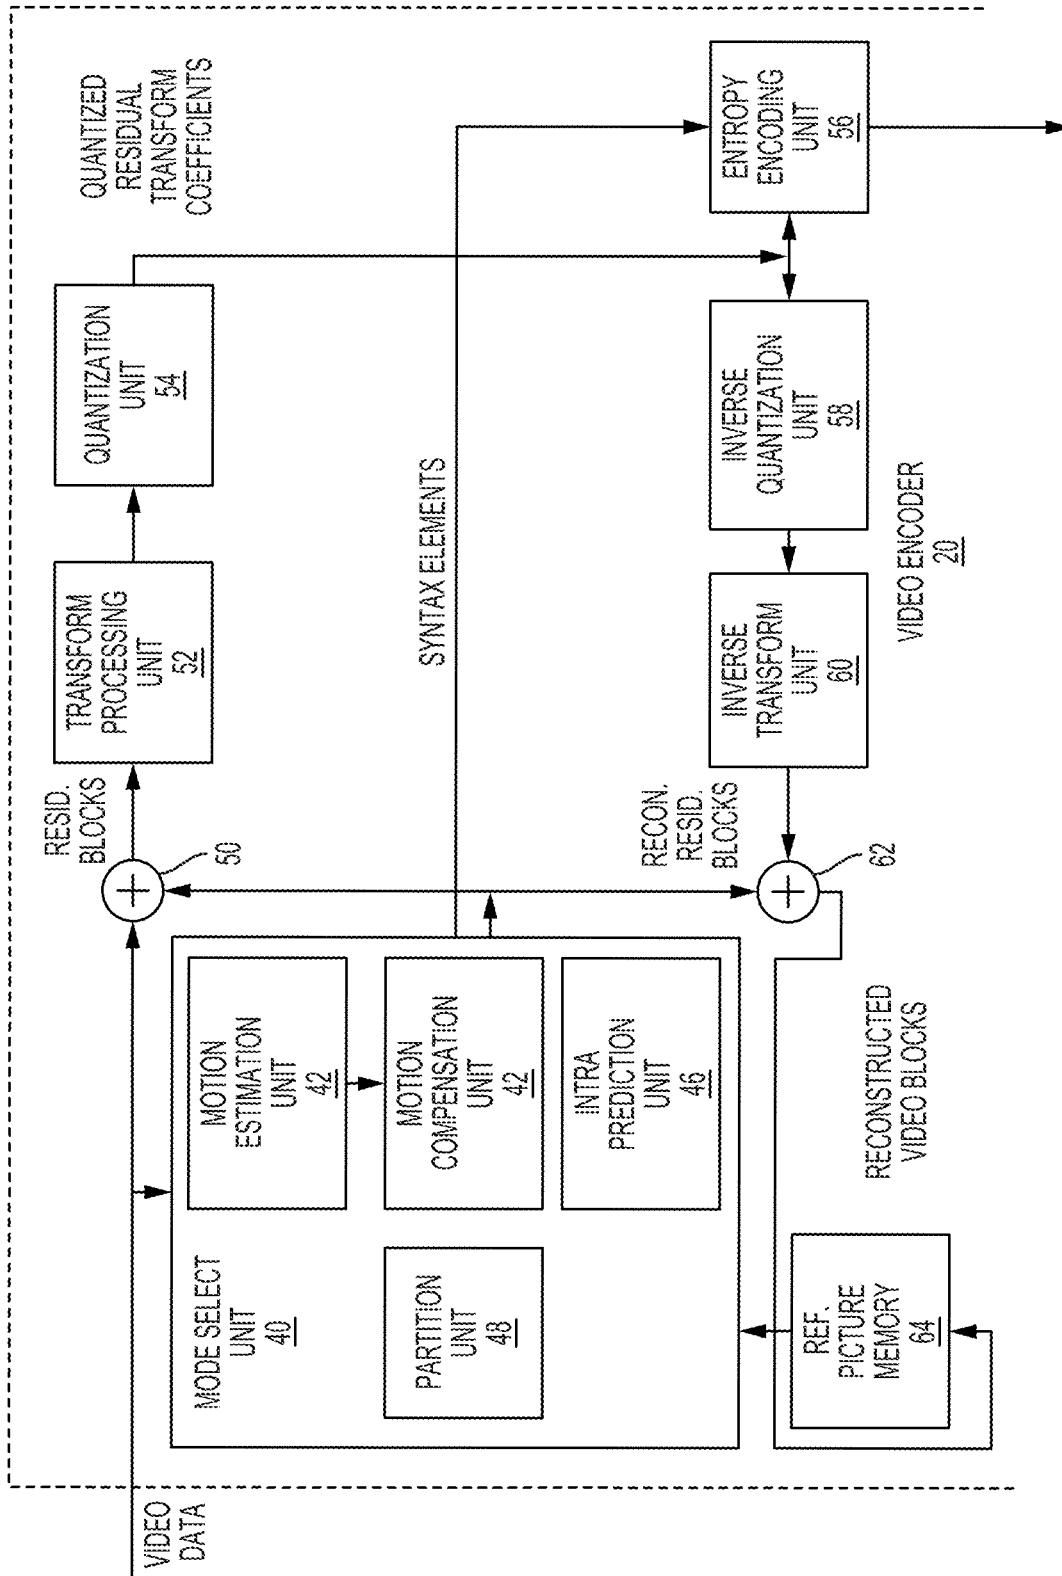 VIDEO
DATA
MODE SELECT
UNIT
40
PARTITION
UNIT
48
MOTION
ESTIMATION
UNIT
42
MOTION
COMPENSATION
UNIT
42
INTRA
PREDICTION
UNIT
46
REF.
PICTURE
MEMORY
64
RECONSTRUCTED
VIDEO BLOCKS
50
RESID.
BLOCKS
TRANSFORM
PROCESSING
UNIT
52
QUANTIZATION
UNIT
54
QUANTIZED
RESIDUAL
TRANSFORM
COEFFICIENTS
SYNTAX ELEMENTS
62
RECON.
RESID.
BLOCKS
INVERSE
TRANSFORM
UNIT
60
INVERSE
QUANTIZATION
UNIT
58
ENTROPY
ENCODING
UNIT
56
VIDEO ENCODER
20